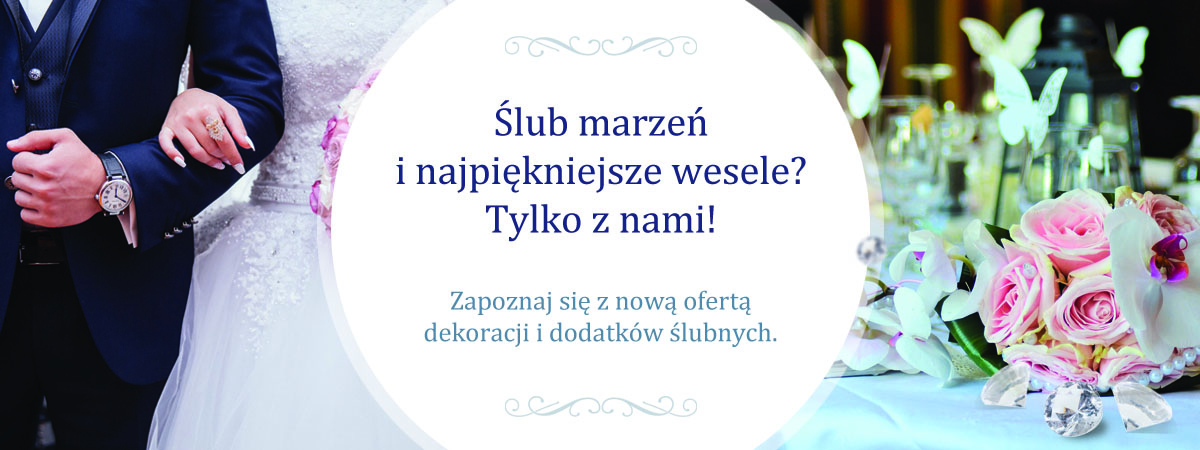 Ślub marzeń
i najpiękniejsze wesele?
Tylko z nami!
Zapoznaj się z nową ofertą
dekoracji i dodatków ślubnych.